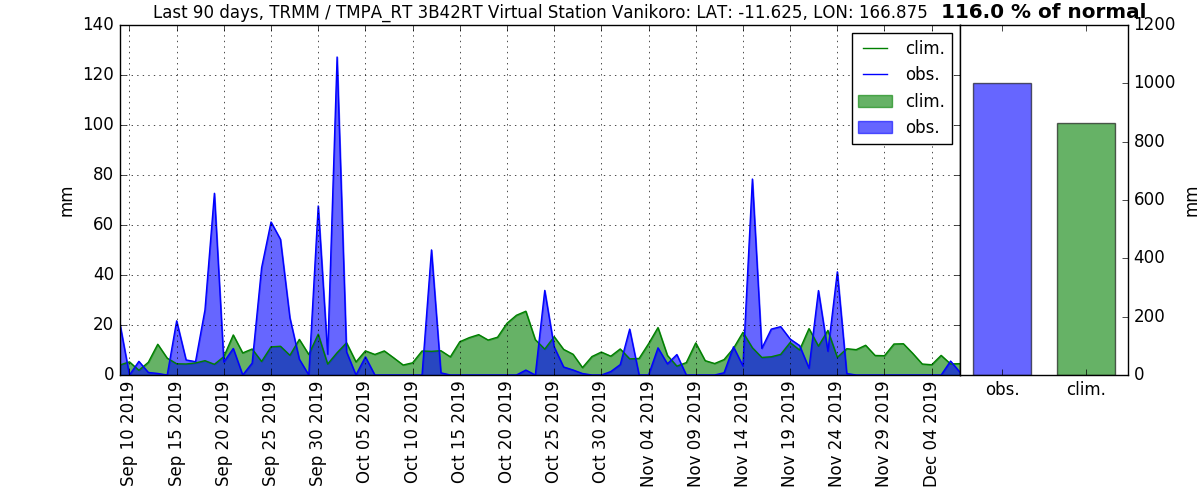 Last 90 days, TRMM / TMPA_RT 3B42RT Virtual Station Vanikoro: LAT: -11.625, LON: 166.875 116.0 % of normal
140
120
100
80
60
40
20
0
mm
clim.
obs.
clim.
obs.
1200
1000
800
600
400
200
0
mm
Sep 10 2019
Sep 15 2019
Sep 20 2019
Sep 25 2019
Sep 30 2019
Oct 05 2019
Oct 10 2019
Oct 15 2019
Oct 20 2019
Oct 25 2019
Oct 30 2019
Nov 04 2019
Nov 09 2019
Nov 14 2019
Nov 19 2019
Nov 24 2019
Nov 29 2019
Dec 04 2019
obs. clim.